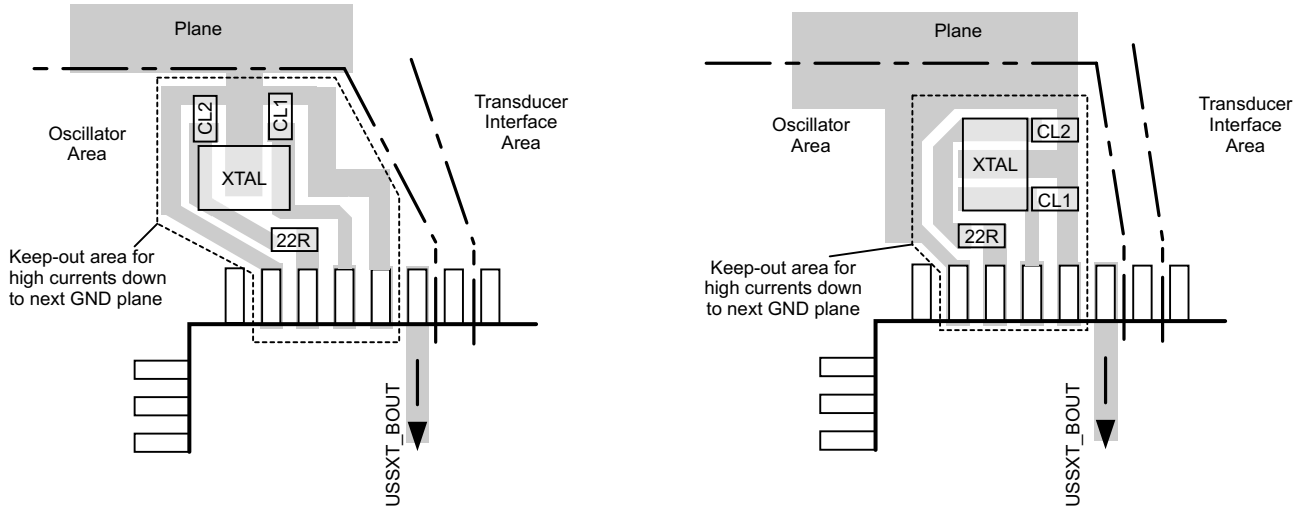 Plane
CL2
CL1
Oscillator
Area
Transducer
Interface
Area
XTAL
22R
Keep-out area for
high currents down
to next GND plane
USSXT_BOUT
Plane
Oscillator
Area
CL2
Transducer
Interface
Area
XTAL
CL1
22R
Keep-out area for
high currents down
to next GND plane
USSXT_BOUT